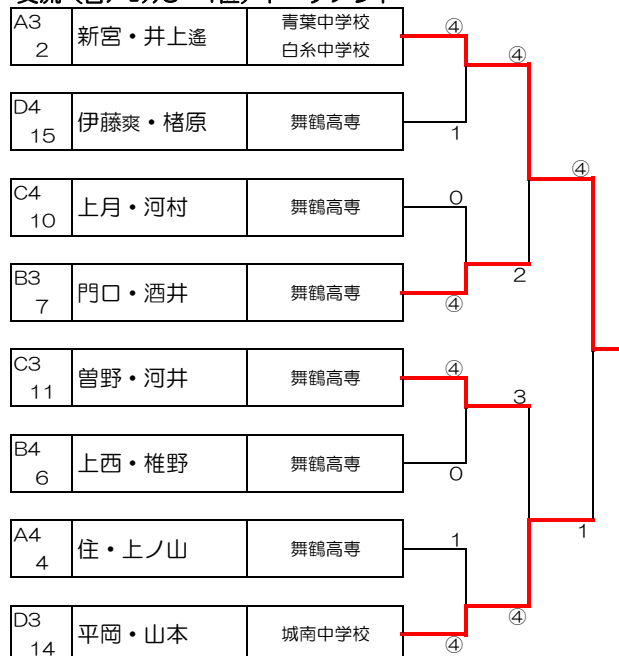 A3
2
新宮・井上遙
青葉中学校
白糸中学校
④
④
D4
15
伊藤爽・楮原
舞鶴高専
1
④
C4
10
上月・河村
舞鶴高専
0
2
B3
7
門口・酒井
舞鶴高専
④
C3
11
曽野・河井
舞鶴高専
④
3
B4
6
上西・椎野
舞鶴高専
0
A4
4
住・上ノ山
舞鶴高専
1
1
D3
14
平岡・山本
城南中学校
④
④